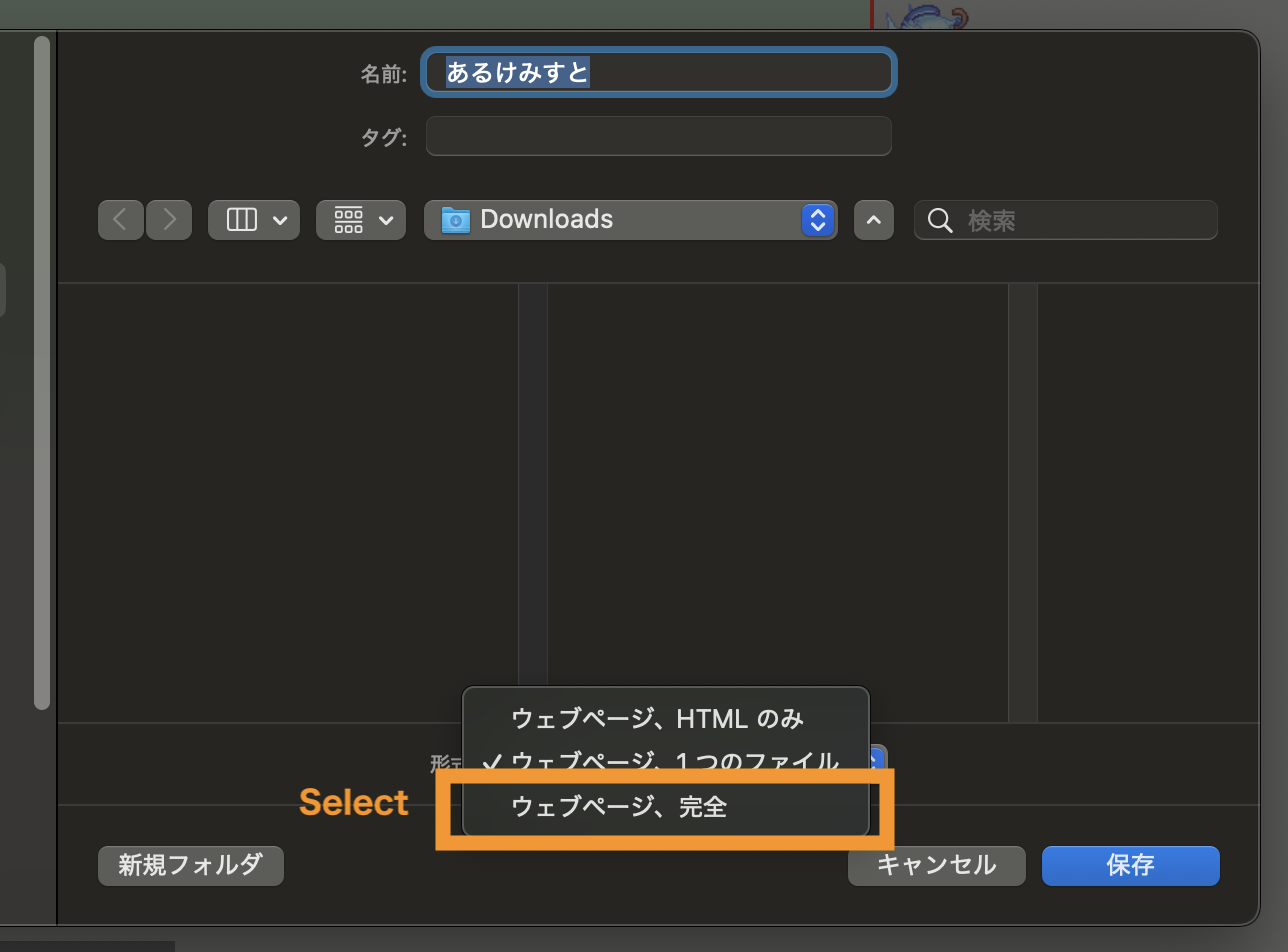 名前: あるけみすと
タグ:
Downloads 検索
ウェブページ、HTML のみ
形式 ✓ ウェブページ、1 つのファイル
Select ウェブページ、完全
新規フォルダ キャンセル 保存